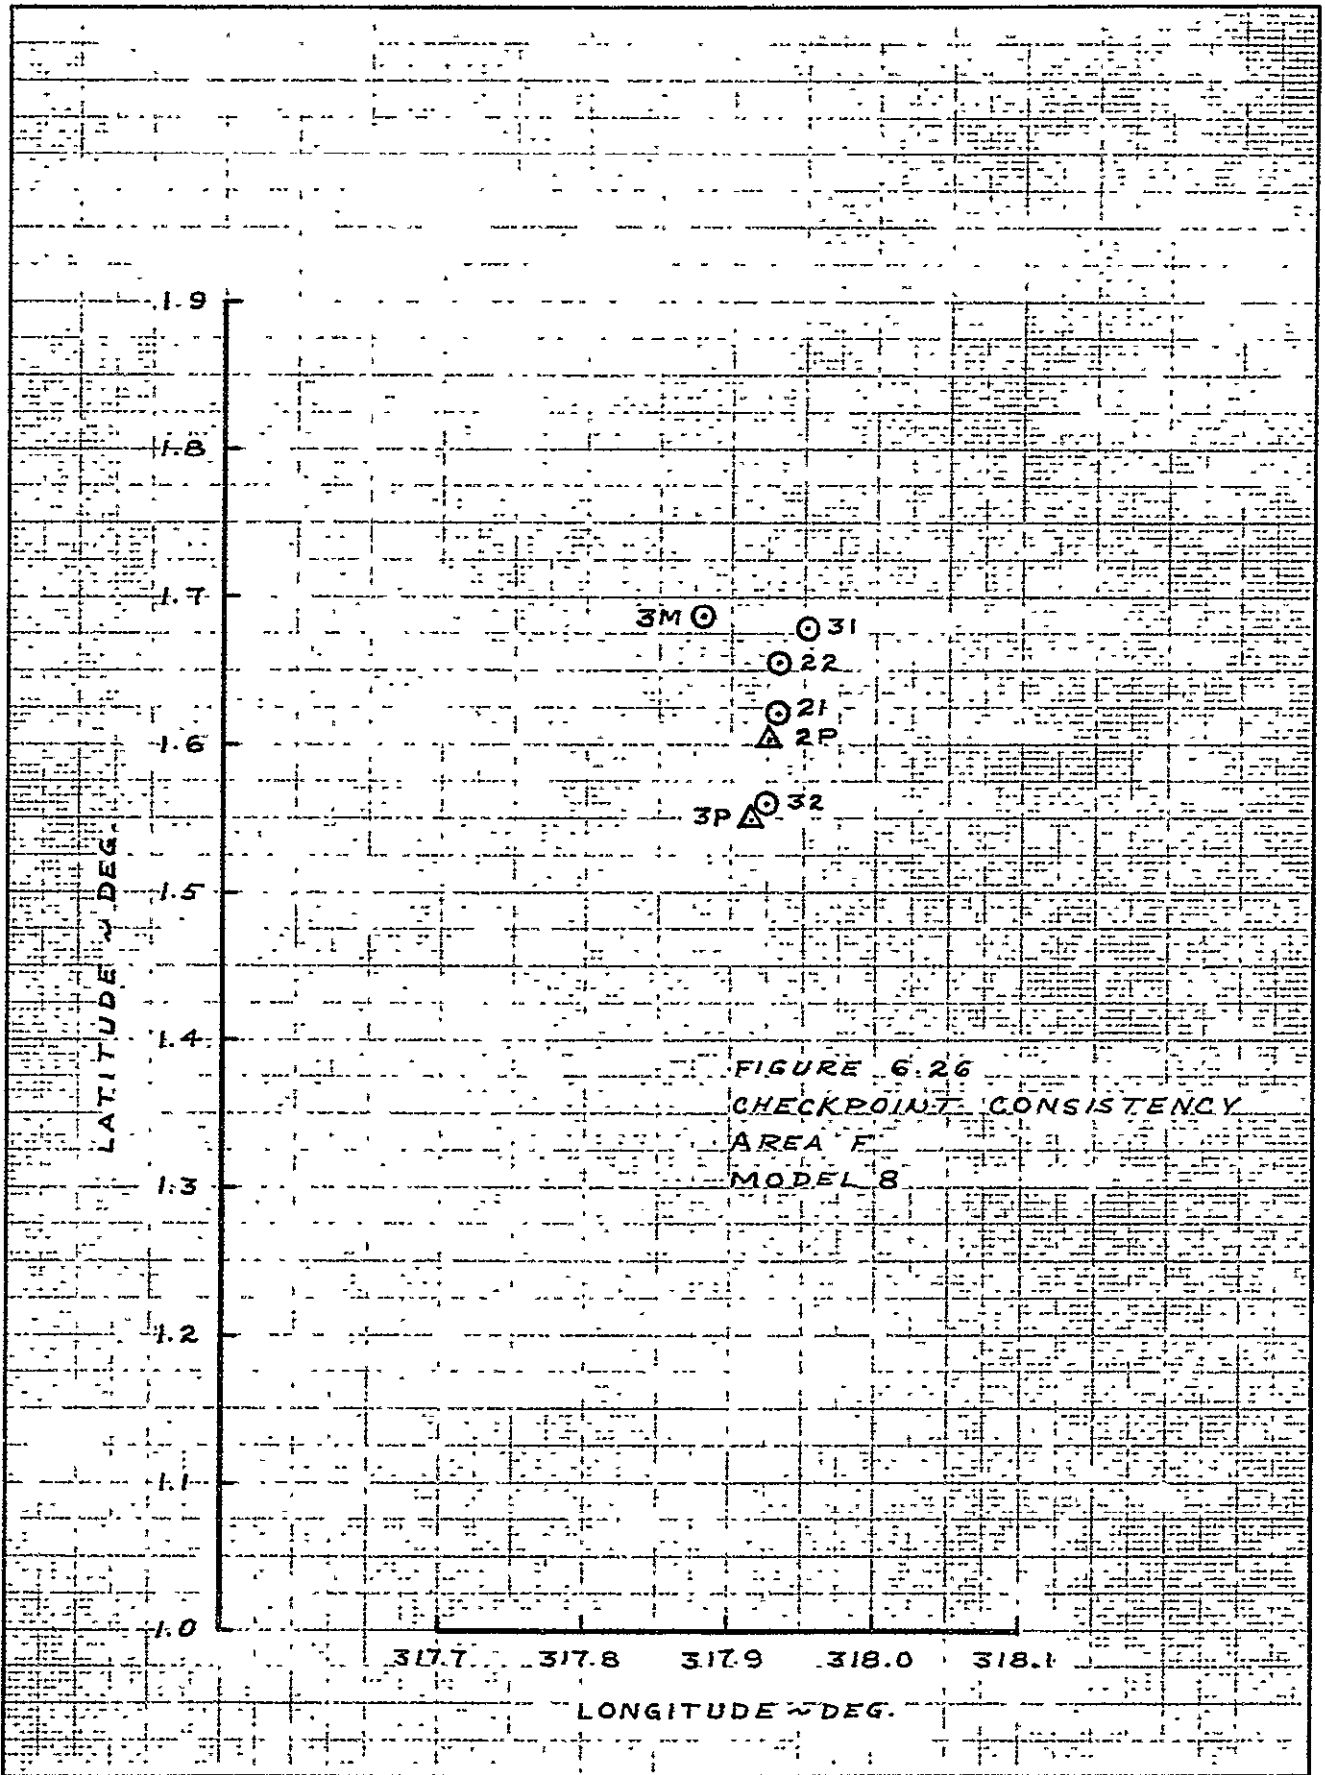 1.9
1.8
1.7
3M
31
22
21
1.6
2P
32
3P
1.5
LATITUDE ~ DEG.
1.4
FIGURE 6.26
CHECKPOINT CONSISTENCY
AREA F
MODEL 8
1.3
1.2
1.1
1.0
317.7 317.8 317.9 318.0 318.1
LONGITUDE ~ DEG.